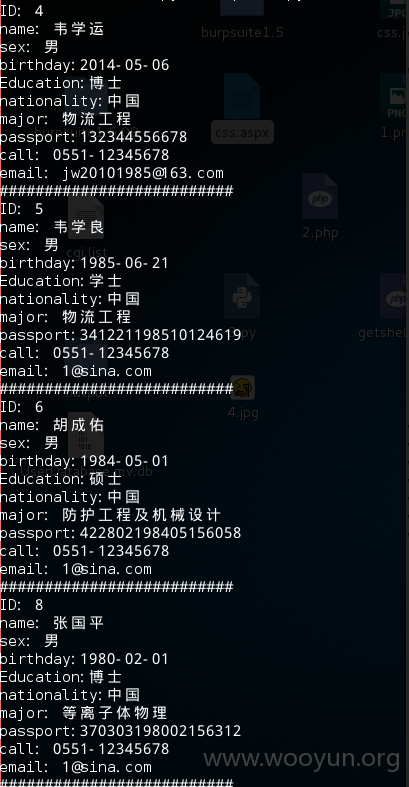 ID: 4
name: 韦学运
sex: 男
birthday:2014-05-06
Education:博士
nationality:中国
major: 物流工程
passport:132344556678
call: 0551-12345678
email: jw20101985@163.com
##########################
ID: 5
name: 韦学良
sex: 男
birthday:1985-06-21
Education:学士
nationality:中国
major: 物流工程
passport:341221198510124619
call: 0551-12345678
email: 1@sina.com
##########################
ID: 6
name: 胡成佑
sex: 男
birthday:1984-05-01
Education:硕士
nationality:中国
major: 防护工程及机械设计
passport:422802198405156058
call: 0551-12345678
email: 1@sina.com
##########################
ID: 8
name: 张国平
sex: 男
birthday:1980-02-01
Education:博士
nationality:中国
major: 等离子体物理
passport:370303198002156312
call: 0551-12345678
email: 1@sina.com
##########################
burpsuite1.5
css.aspx
2.php
4.jpg
www.wooyun.org